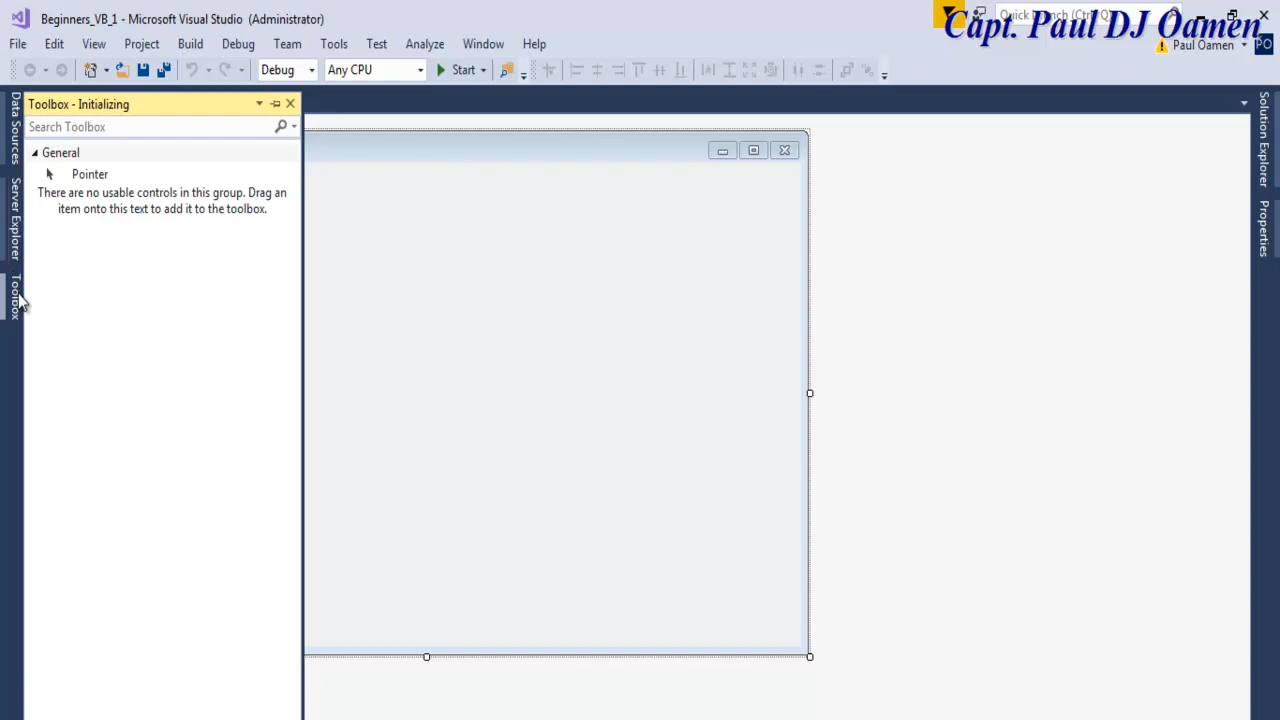 Beginners_VB_1 - Microsoft Visual Studio (Administrator)
Quick Launch (Ctrl+Q)
Capt. Paul DJ Oamen
File Edit View Project Build Debug Team Tools Test Analyze Window Help
Paul Oamen PO
Debug Any CPU Start
Toolbox - Initializing
Search Toolbox
General
Pointer
There are no usable controls in this group. Drag an
item onto this text to add it to the toolbox.
Data Sources
Server Explorer
Toolbox
Solution Explorer
Properties